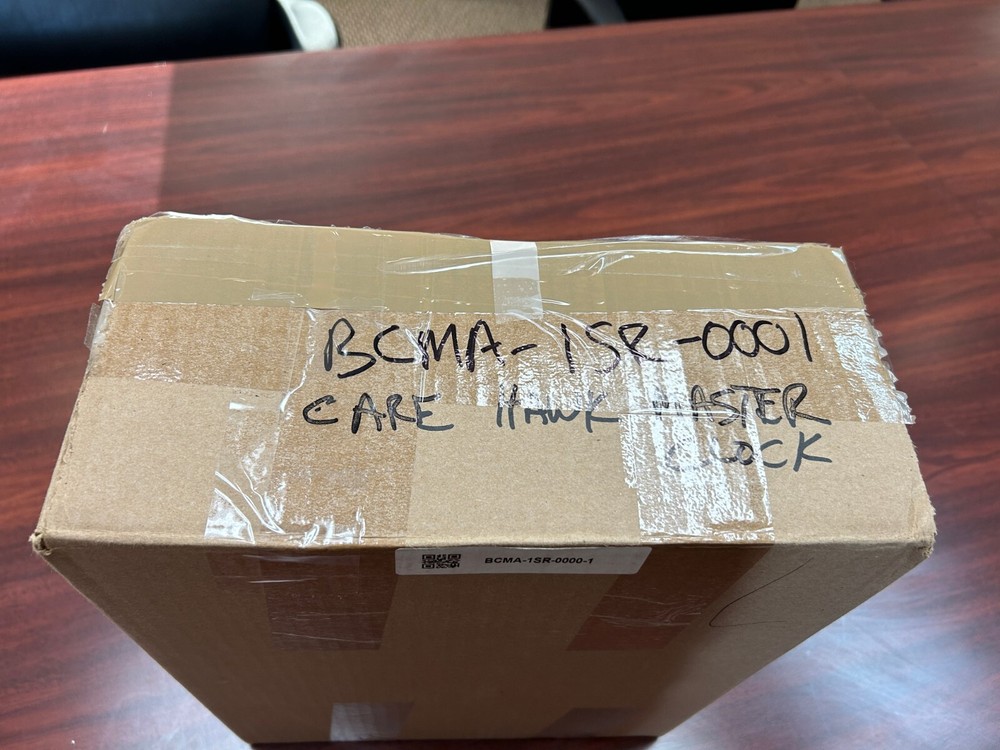 BCMA-1SR-0001
CARE HAWK MASTER
CLOCK
BCMA-1SR-0000-1